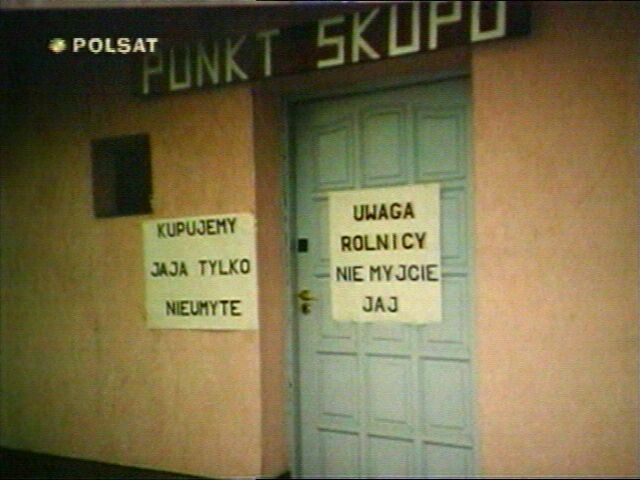 POLSAT
PUNKT SKUPU
KUPUJEMY
JAJA TYLKO
NIEUMYTE
UWAGA
ROLNICY
NIE MYJCIE
JAJ